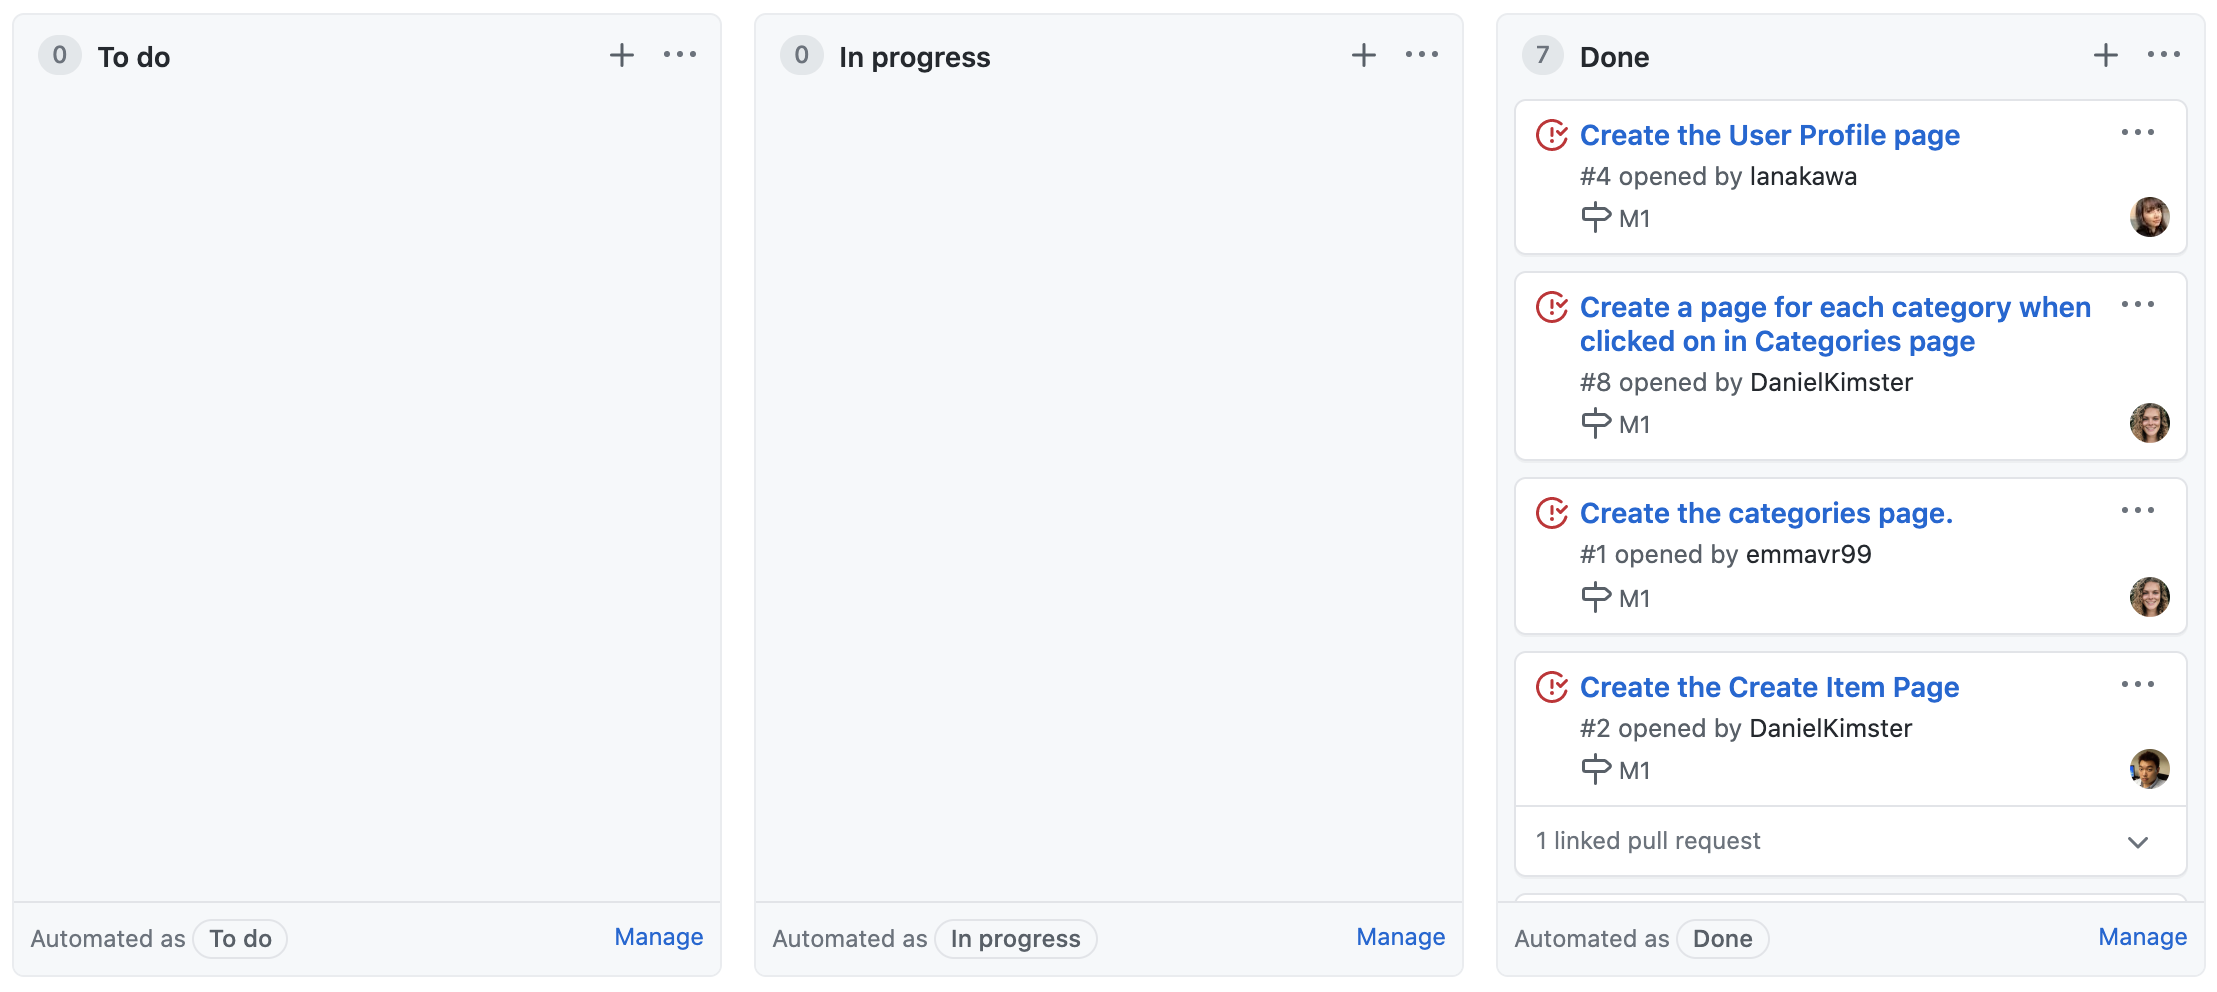 0 To do
0 In progress
7 Done
Create the User Profile page
#4 opened by lanakawa
M1
Create a page for each category when
clicked on in Categories page
#8 opened by DanielKimster
M1
Create the categories page.
#1 opened by emmavr99
M1
Create the Create Item Page
#2 opened by DanielKimster
M1
1 linked pull request
Automated as To do Manage
Automated as In progress Manage
Automated as Done Manage